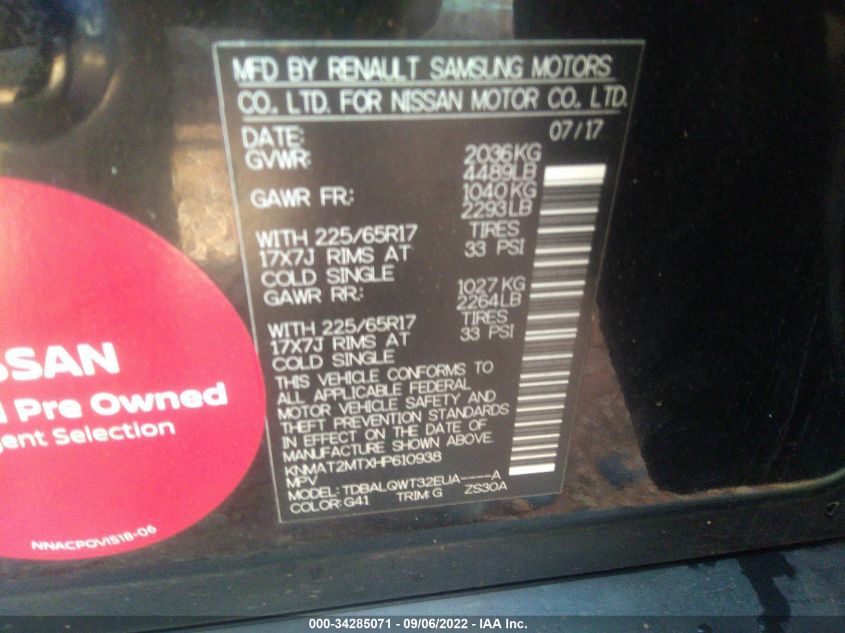 MFD BY RENAULT SAMSUNG MOTORS
CO., LTD. FOR NISSAN MOTOR CO., LTD.
DATE: 07/17
GVWR: 2036KG
4489LB
GAWR FR: 1040KG
2293LB
WITH 225/65R17 TIRES
17X7J RIMS AT 33 PSI
COLD SINGLE
GAWR RR: 1027KG
2264LB
WITH 225/65R17 TIRES
17X7J RIMS AT 33 PSI
COLD SINGLE
THIS VEHICLE CONFORMS TO
ALL APPLICABLE FEDERAL
MOTOR VEHICLE SAFETY AND
THEFT PREVENTION STANDARDS
IN EFFECT ON THE DATE OF
MANUFACTURE SHOWN ABOVE.
KNMAT2MTXHP610938
MPV
MODEL: TDBALQWT32EUA-----A
COLOR: G41 TRIM: G ZS30A
SSAN
Pre Owned
gent Selection
NNACPOVIS18-06
000-34285071 - 09/06/2022 - IAA Inc.